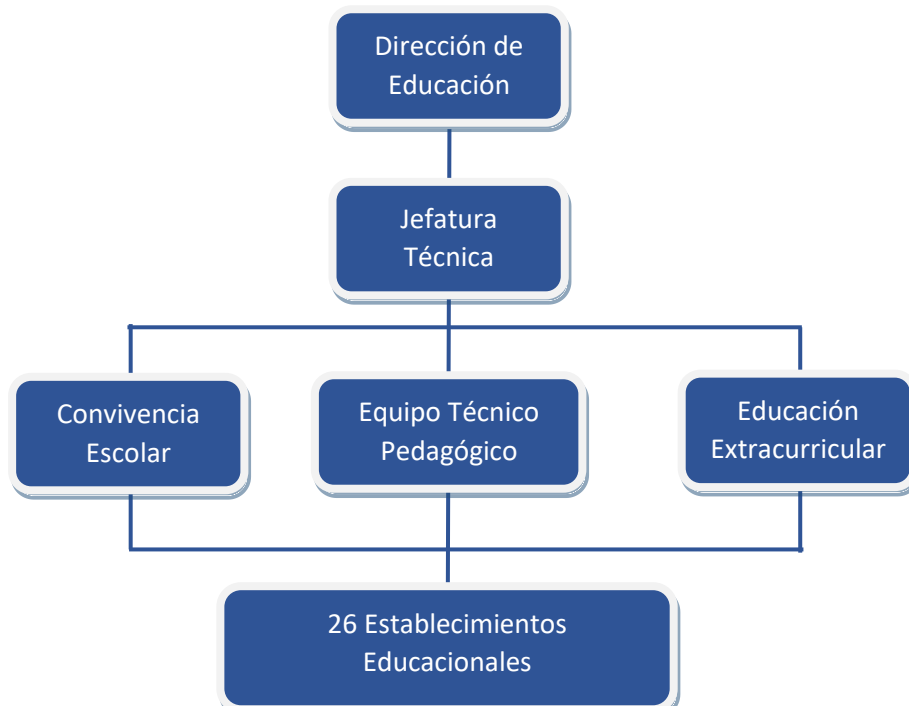 Dirección de
Educación
Jefatura
Técnica
Convivencia
Escolar
Equipo Técnico
Pedagógico
Educación
Extracurricular
26 Establecimientos
Educacionales